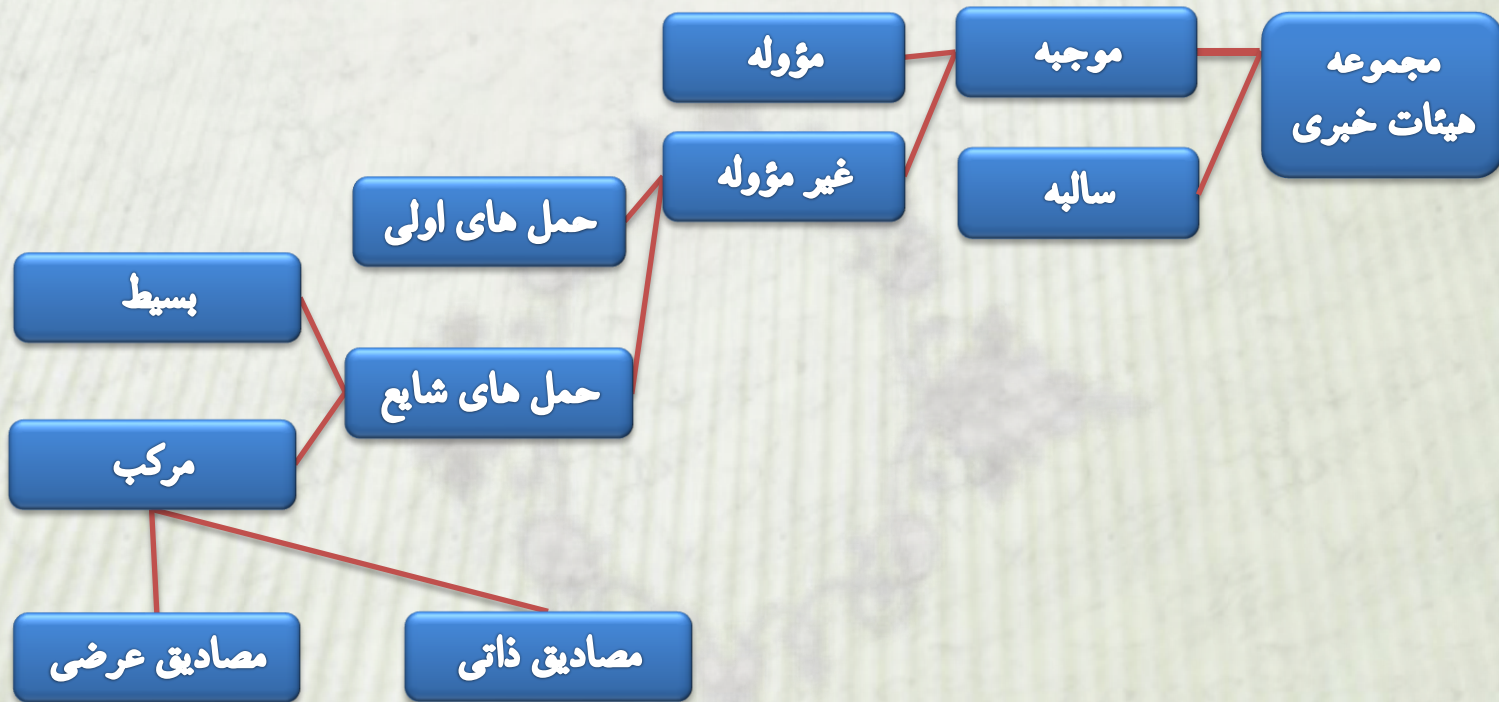 مجموعه
هیئات خبری
موجبه
سالبه
مؤوله
غیر مؤوله
حمل های اولی
حمل های شایع
بسیط
مرکب
مصادیق ذاتی
مصادیق عرضی